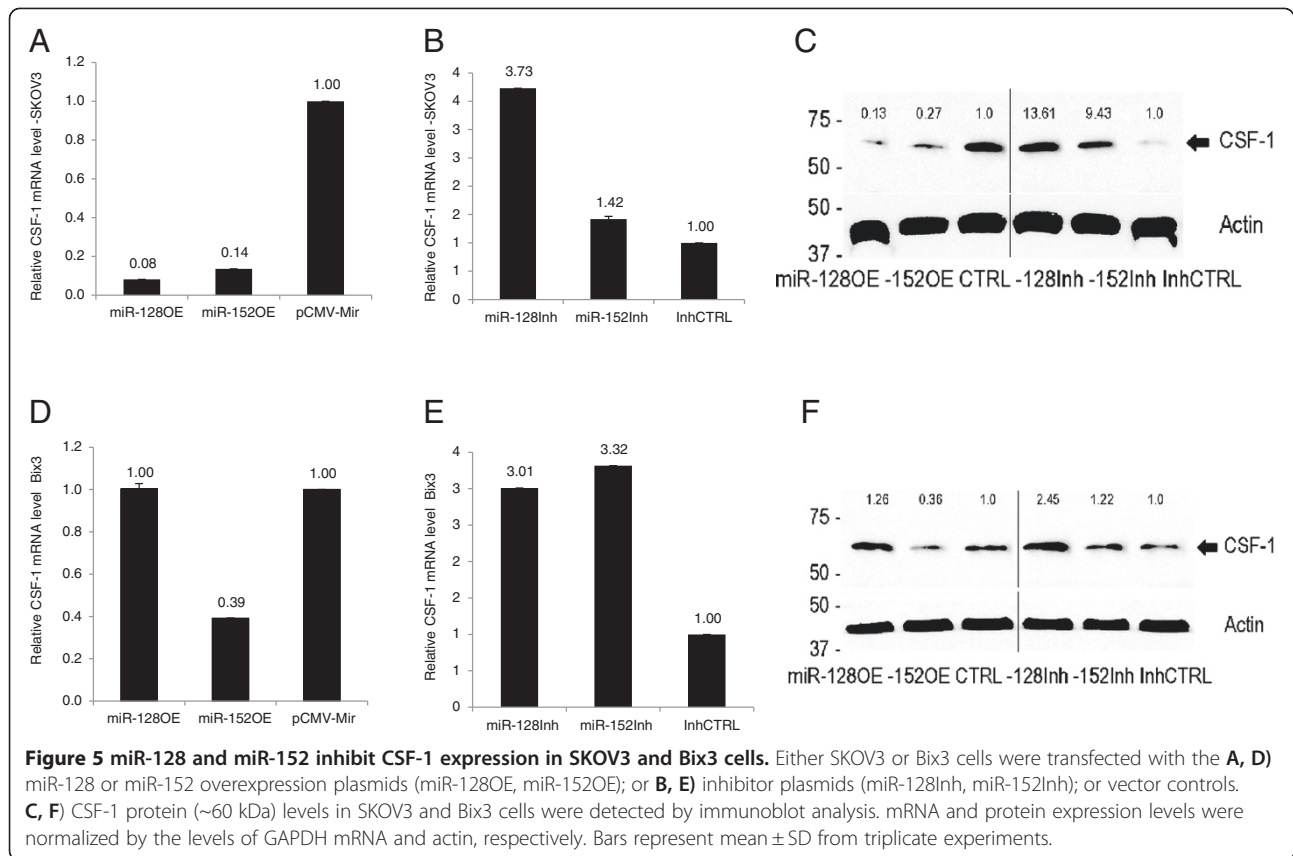 A
Relative CSF-1 mRNA level -SKOV3
1.2
1.0
0.8
0.6
0.4
0.2
0.0
0.08
0.14
1.00
miR-128OE miR-152OE pCMV-Mir
B
Relative CSF-1 mRNA level -SKOV3
4
4
3
3
2
2
1
1
0
3.73
1.42
1.00
miR-128Inh miR-152Inh InhCTRL
C
75 -
50 -
50 -
37 -
0.13 0.27 1.0 13.61 9.43 1.0
CSF-1
Actin
miR-128OE -152OE CTRL -128Inh -152Inh InhCTRL
D
Relative CSF-1 mRNA level Bix3
1.2
1.0
0.8
0.6
0.4
0.2
0.0
1.00
0.39
1.00
miR-128OE miR-152OE pCMV-Mir
E
Relative CSF-1 mRNA level Bix3
4
3
3
2
2
1
1
0
3.01
3.32
1.00
miR-128Inh miR-152Inh InhCTRL
F
75 -
50 -
50 -
37 -
1.26 0.36 1.0 2.45 1.22 1.0
CSF-1
Actin
miR-128OE -152OE CTRL -128Inh -152Inh InhCTRL
Figure 5 miR-128 and miR-152 inhibit CSF-1 expression in SKOV3 and Bix3 cells. Either SKOV3 or Bix3 cells were transfected with the A, D)
miR-128 or miR-152 overexpression plasmids (miR-128OE, miR-152OE); or B, E) inhibitor plasmids (miR-128Inh, miR-152Inh); or vector controls.
C, F) CSF-1 protein (~60 kDa) levels in SKOV3 and Bix3 cells were detected by immunoblot analysis. mRNA and protein expression levels were
normalized by the levels of GAPDH mRNA and actin, respectively. Bars represent mean ± SD from triplicate experiments.